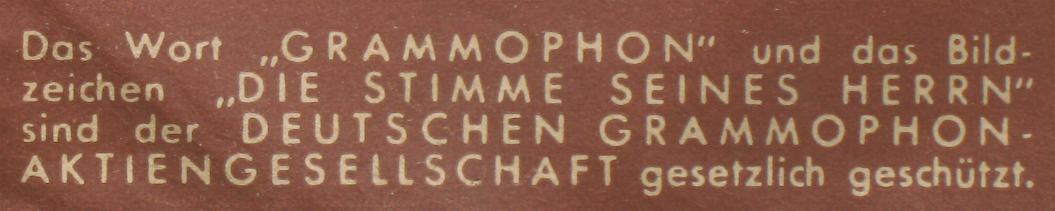 Das Wort „GRAMMOPHON“ und das Bild-
zeichen „DIE STIMME SEINES HERRN“
sind der DEUTSCHEN GRAMMOPHON-
AKTIENGESELLSCHAFT gesetzlich geschützt.